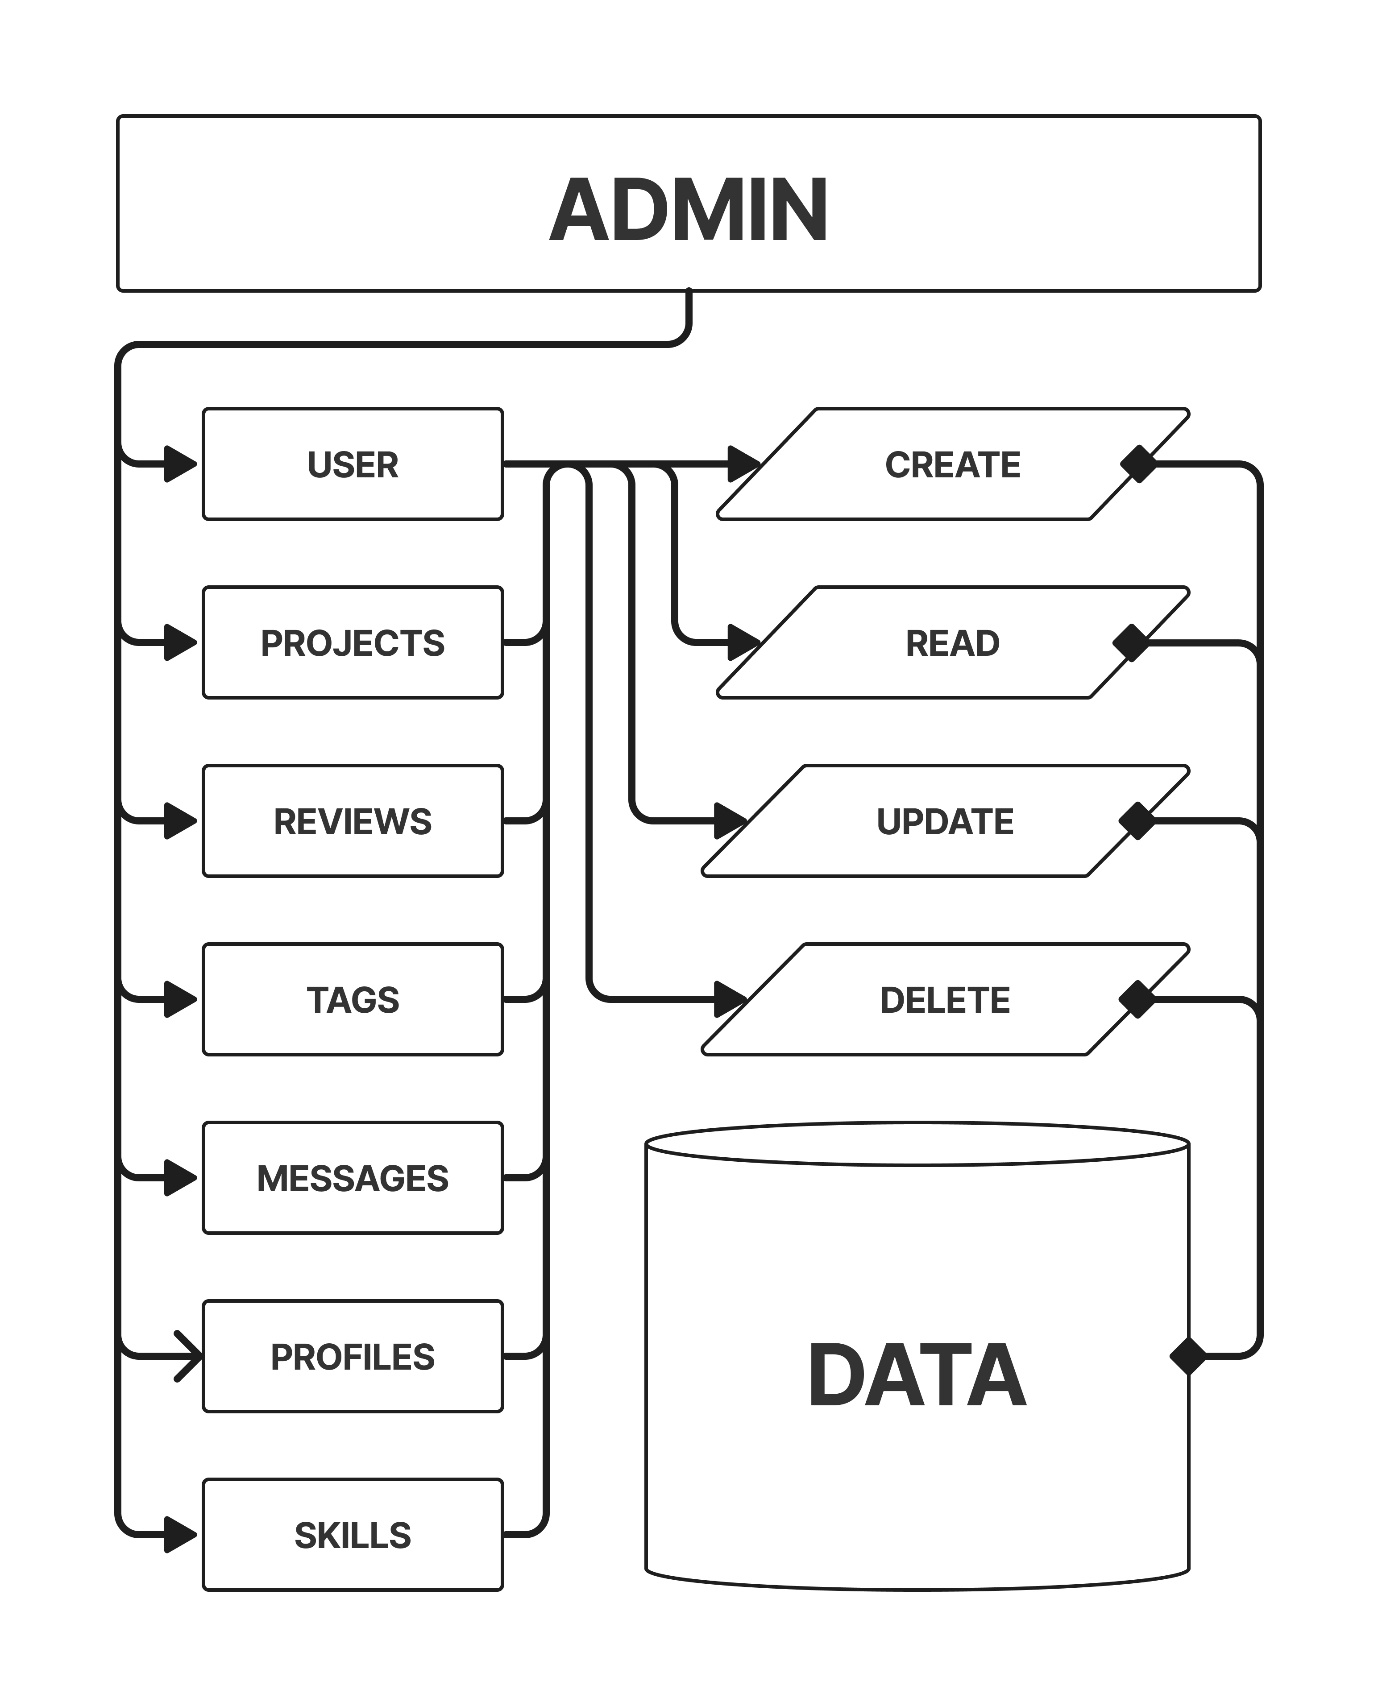 ADMIN
USER
PROJECTS
REVIEWS
TAGS
MESSAGES
PROFILES
SKILLS
CREATE
READ
UPDATE
DELETE
DATA